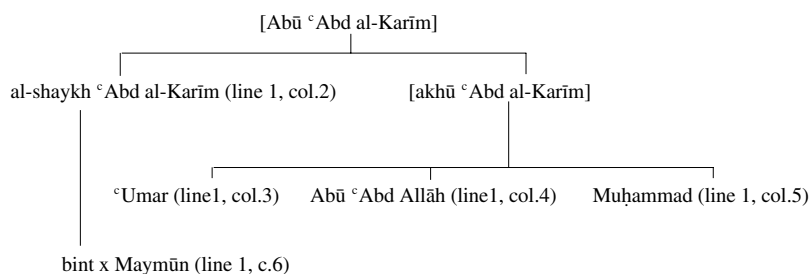 [Abū ᶜAbd al-Karīm]
al-shaykh ᶜAbd al-Karīm (line 1, col.2) [akhū ᶜAbd al-Karīm]
ᶜUmar (line1, col.3) Abū ᶜAbd Allāh (line1, col.4) Muḥammad (line 1, col.5)
bint x Maymūn (line 1, c.6)